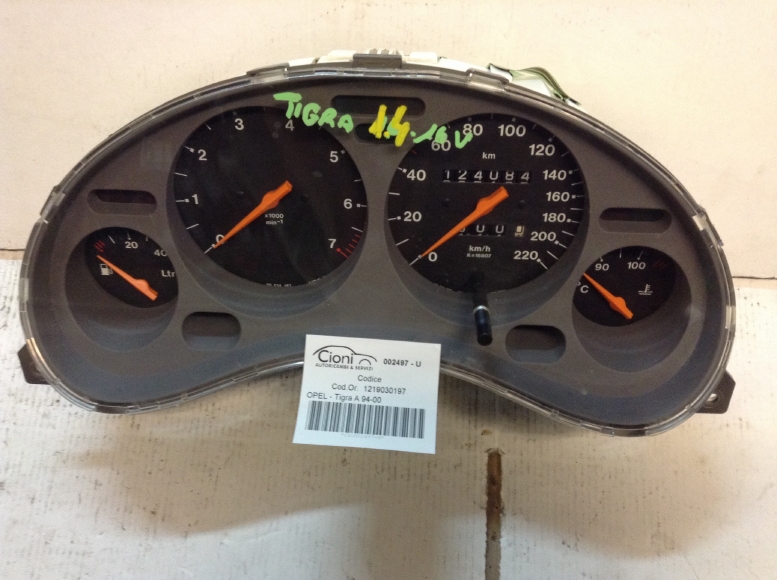 TIGRA 1.4-16V
3 4
2 5
1 6
0 7
x1000
min⁻¹
60 80 100 120
40 140
20 160
0 180
200
220
km
124084
km/h
20 40
Ltr
90 100
°C
Cioni
AUTORICAMBI & SERVIZI
002497 - U
Codice
Cod.Or. 1219030197
OPEL - Tigra A 94-00